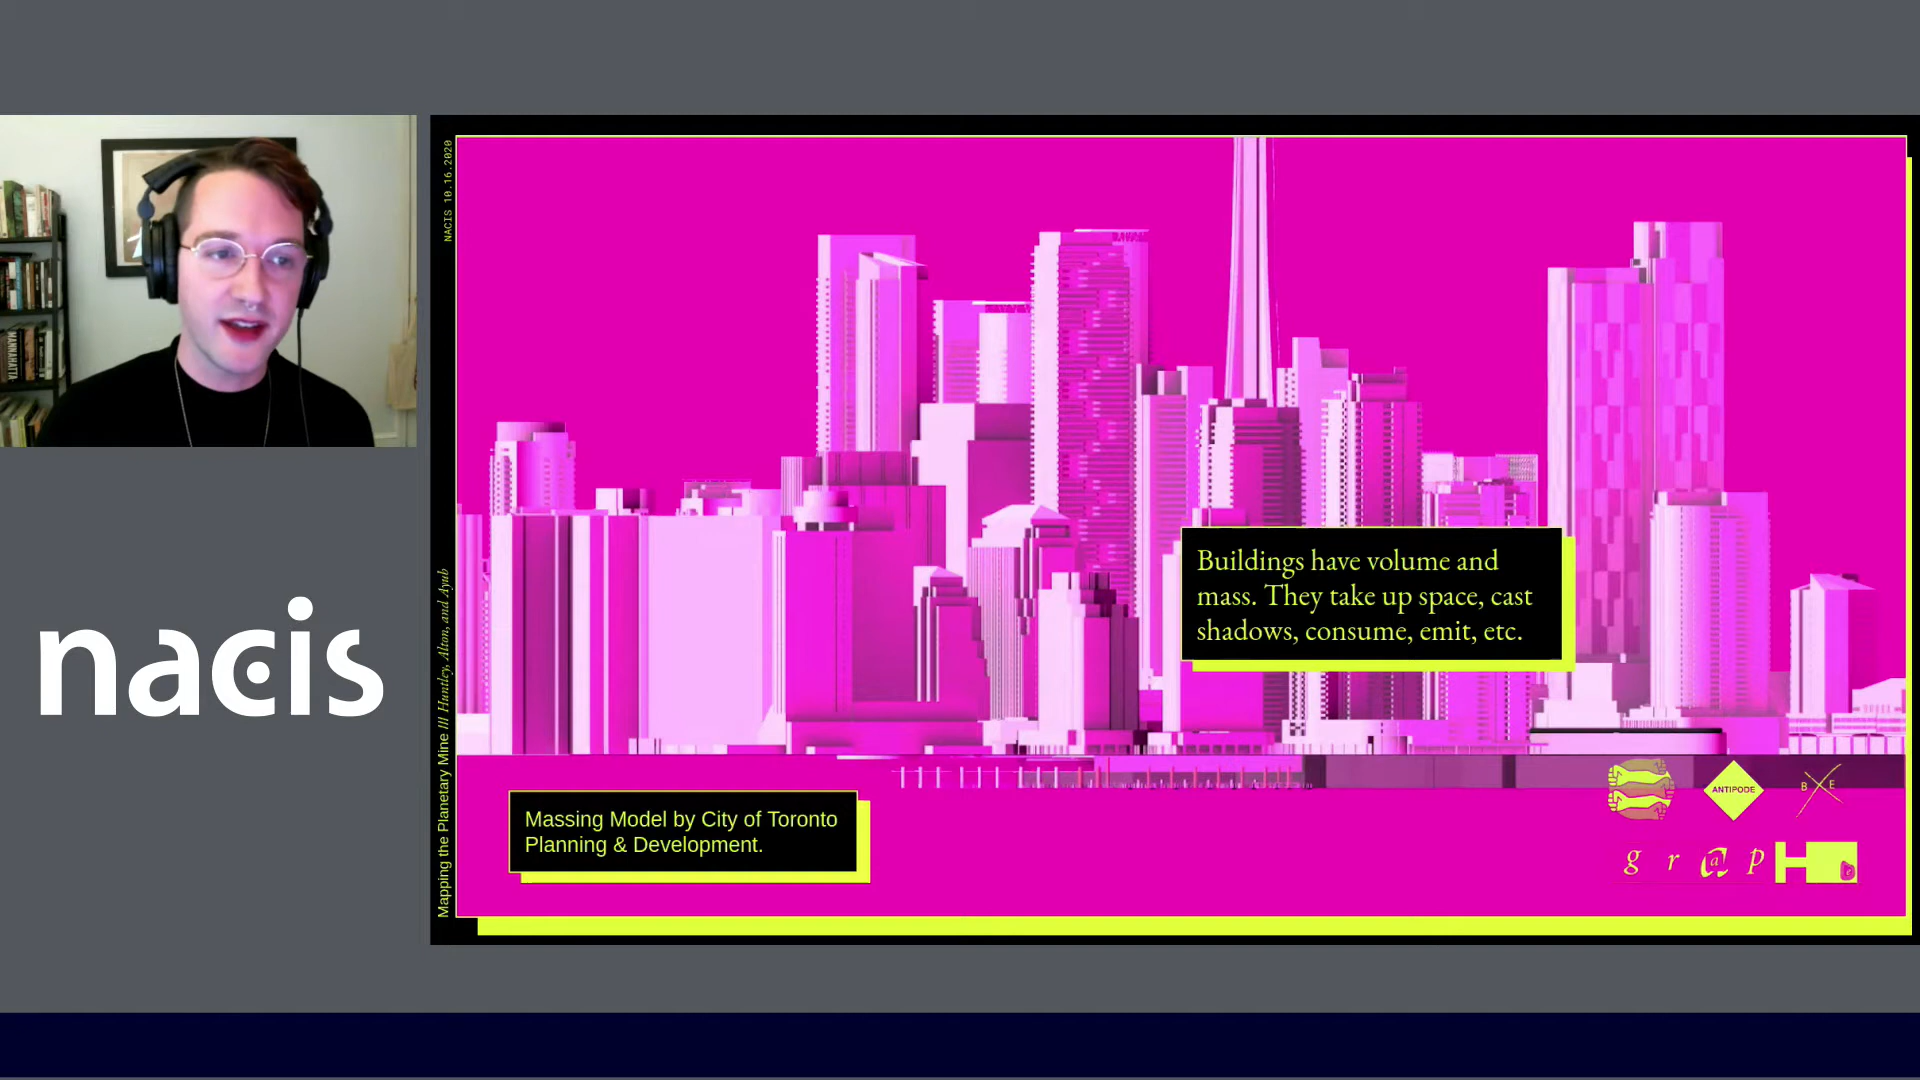 NACIS 10.16.2020
Mapping the Planetary Mine /// Huntley, Alton, and Ayub
MANNAHATTA
nacis
Buildings have volume and
mass. They take up space, cast
shadows, consume, emit, etc.
Massing Model by City of Toronto
Planning & Development.
ANTIPODE
B E
g r a p